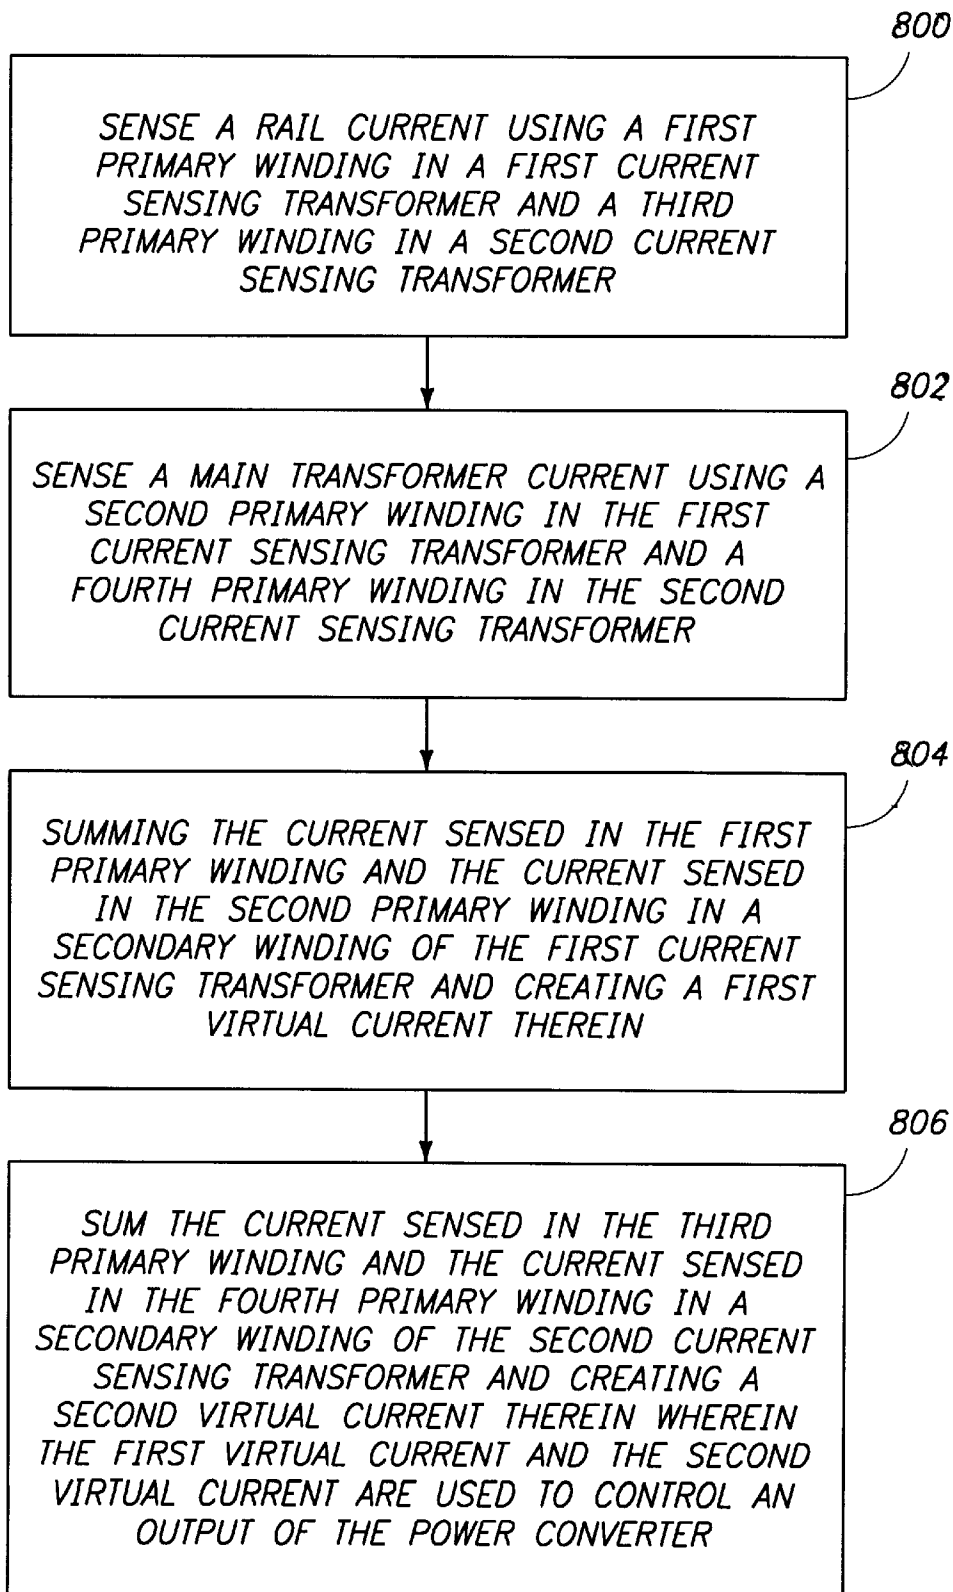 800
SENSE A RAIL CURRENT USING A FIRST
PRIMARY WINDING IN A FIRST CURRENT
SENSING TRANSFORMER AND A THIRD
PRIMARY WINDING IN A SECOND CURRENT
SENSING TRANSFORMER
802
SENSE A MAIN TRANSFORMER CURRENT USING A
SECOND PRIMARY WINDING IN THE FIRST
CURRENT SENSING TRANSFORMER AND A
FOURTH PRIMARY WINDING IN THE SECOND
CURRENT SENSING TRANSFORMER
804
SUMMING THE CURRENT SENSED IN THE FIRST
PRIMARY WINDING AND THE CURRENT SENSED
IN THE SECOND PRIMARY WINDING IN A
SECONDARY WINDING OF THE FIRST CURRENT
SENSING TRANSFORMER AND CREATING A FIRST
VIRTUAL CURRENT THEREIN
806
SUM THE CURRENT SENSED IN THE THIRD
PRIMARY WINDING AND THE CURRENT SENSED
IN THE FOURTH PRIMARY WINDING IN A
SECONDARY WINDING OF THE SECOND CURRENT
SENSING TRANSFORMER AND CREATING A
SECOND VIRTUAL CURRENT THEREIN WHEREIN
THE FIRST VIRTUAL CURRENT AND THE SECOND
VIRTUAL CURRENT ARE USED TO CONTROL AN
OUTPUT OF THE POWER CONVERTER